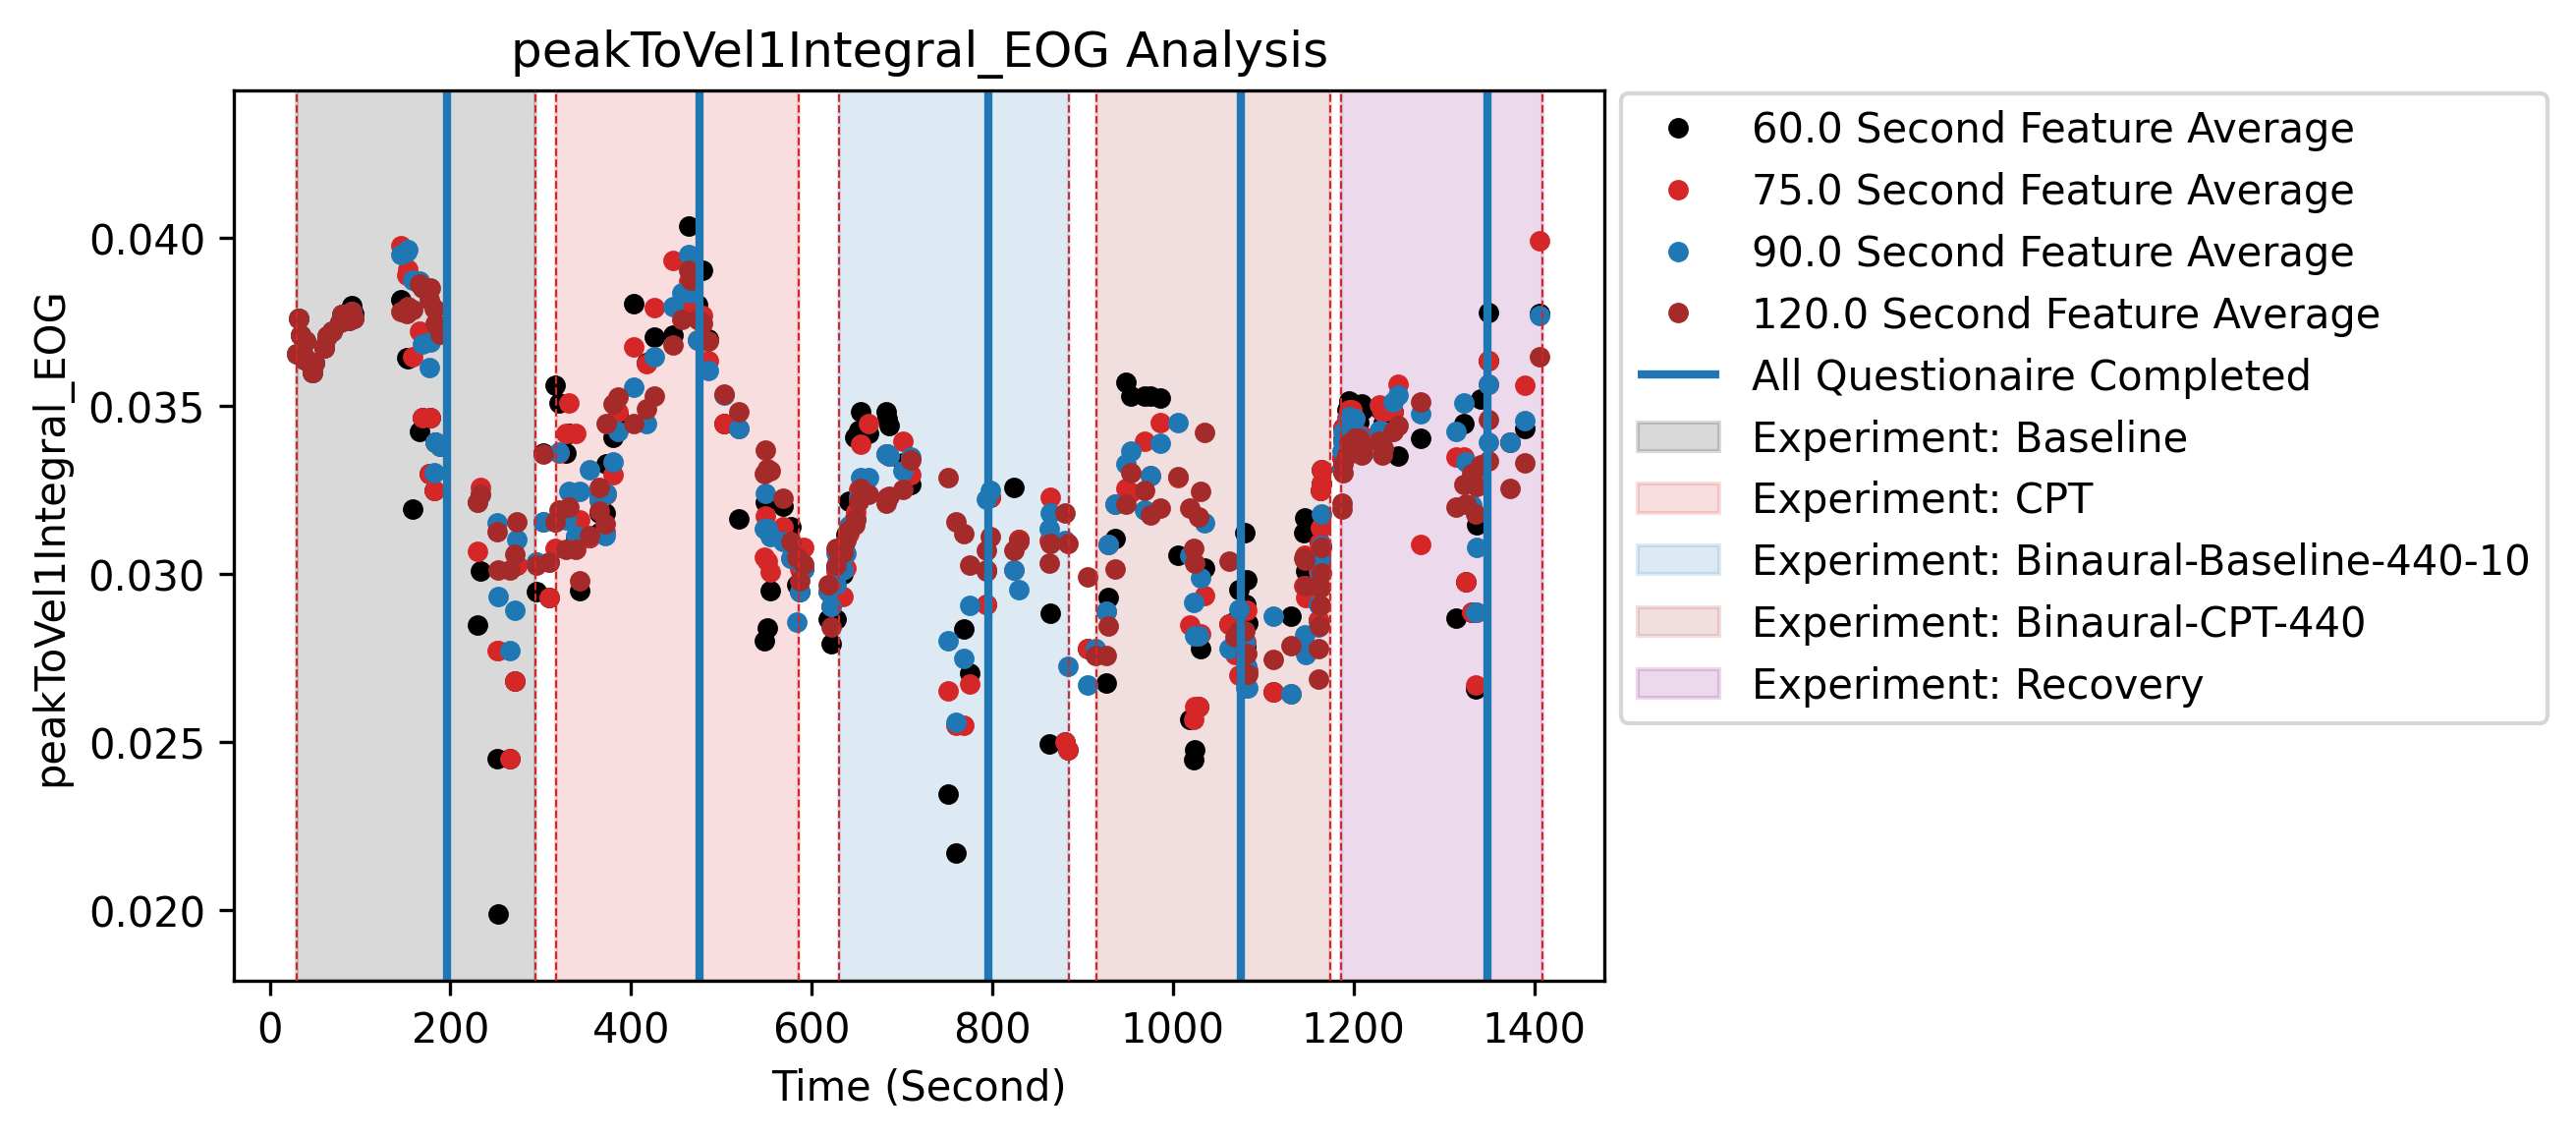 peakToVel1Integral_EOG Analysis
peakToVel1Integral_EOG
0.040
0.035
0.030
0.025
0.020
0 200 400 600 800 1000 1200 1400
Time (Second)
60.0 Second Feature Average
75.0 Second Feature Average
90.0 Second Feature Average
120.0 Second Feature Average
All Questionaire Completed
Experiment: Baseline
Experiment: CPT
Experiment: Binaural-Baseline-440-10
Experiment: Binaural-CPT-440
Experiment: Recovery